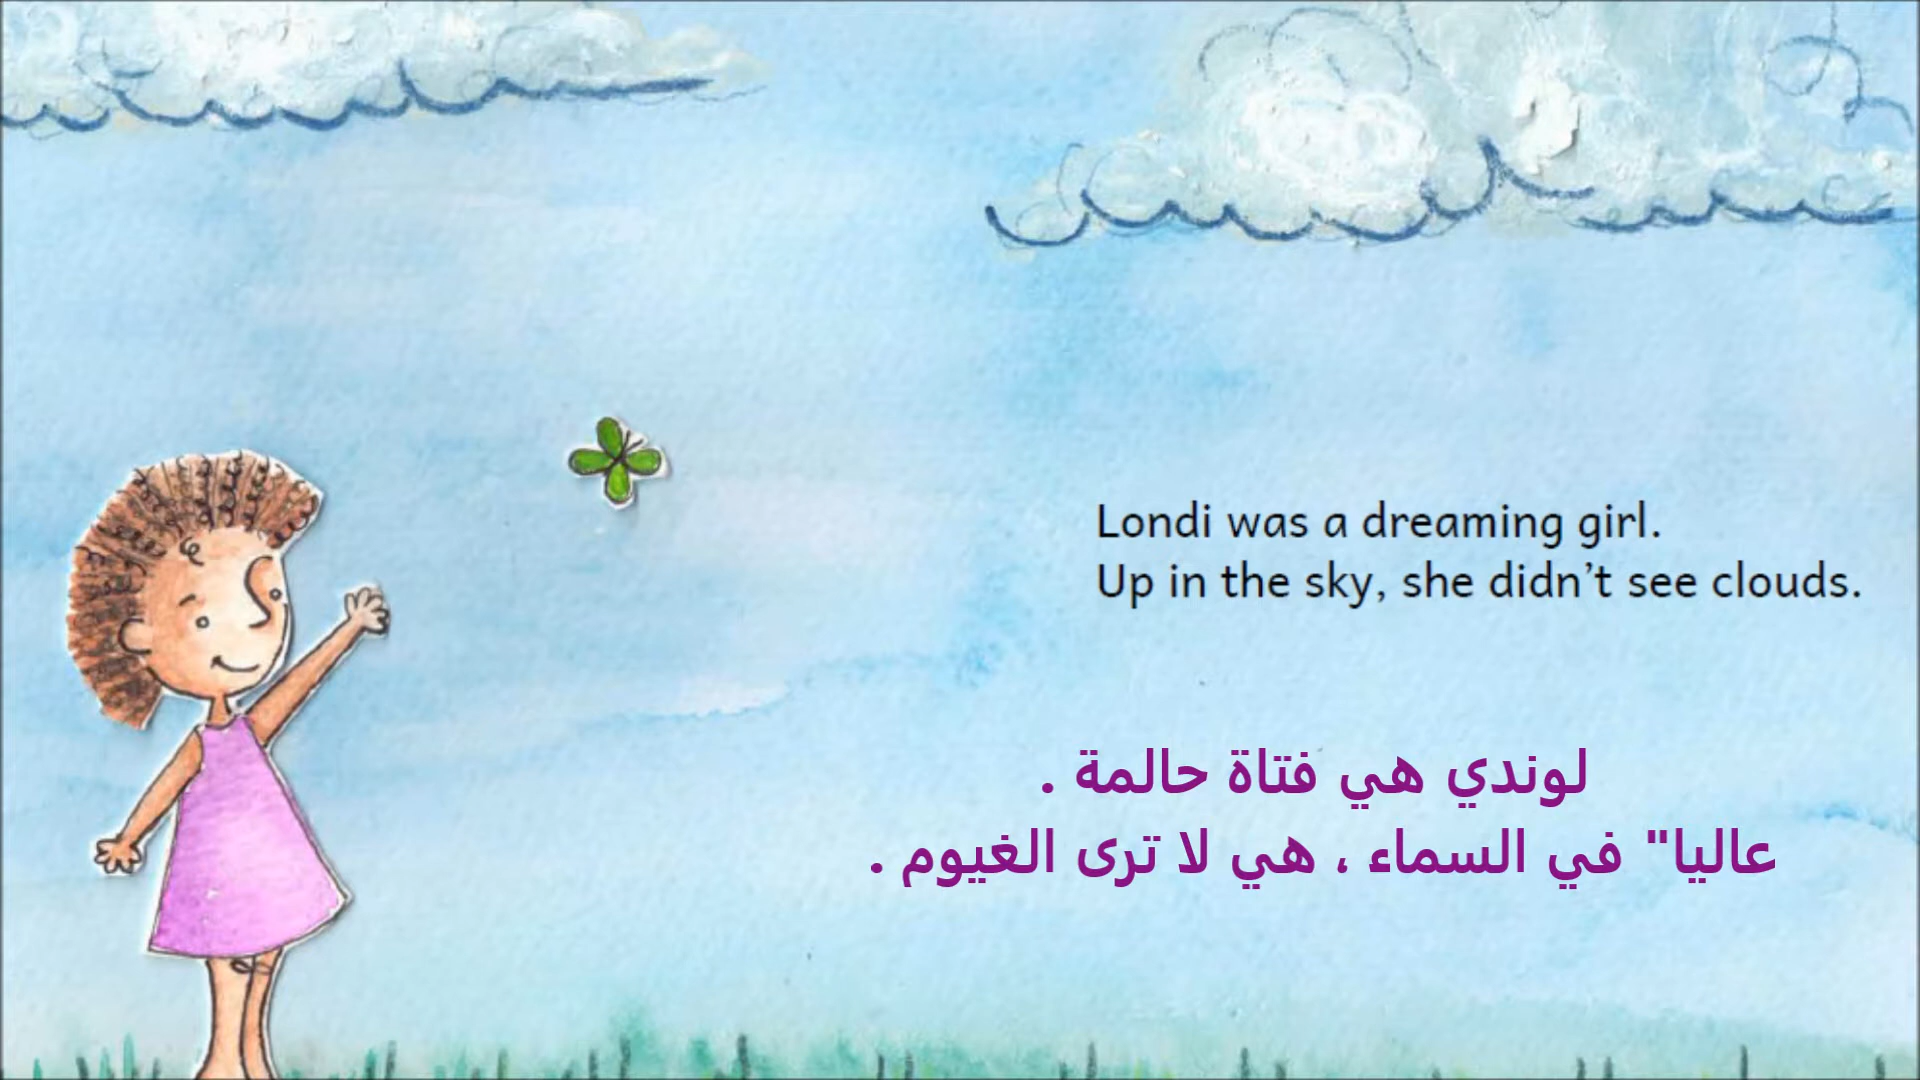 Londi was a dreaming girl.
Up in the sky, she didn’t see clouds.
لوندي هي فتاة حالمة .
عاليا" في السماء ، هي لا ترى الغيوم .